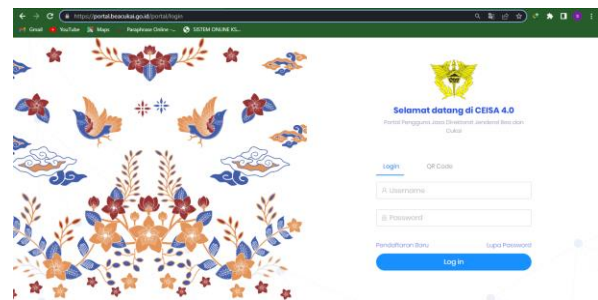 https://portal.beacukai.go.id/portal/login
Gmail YouTube Maps Paraphrase Online -... SISTEM ONLINE KS...
Selamat datang di CEISA 4.0
Portal Pengguna Jasa Direktorat Jenderal Bea dan
Cukai
Login QR Code
Username
Password
Pendaftaran Baru Lupa Password
Log in